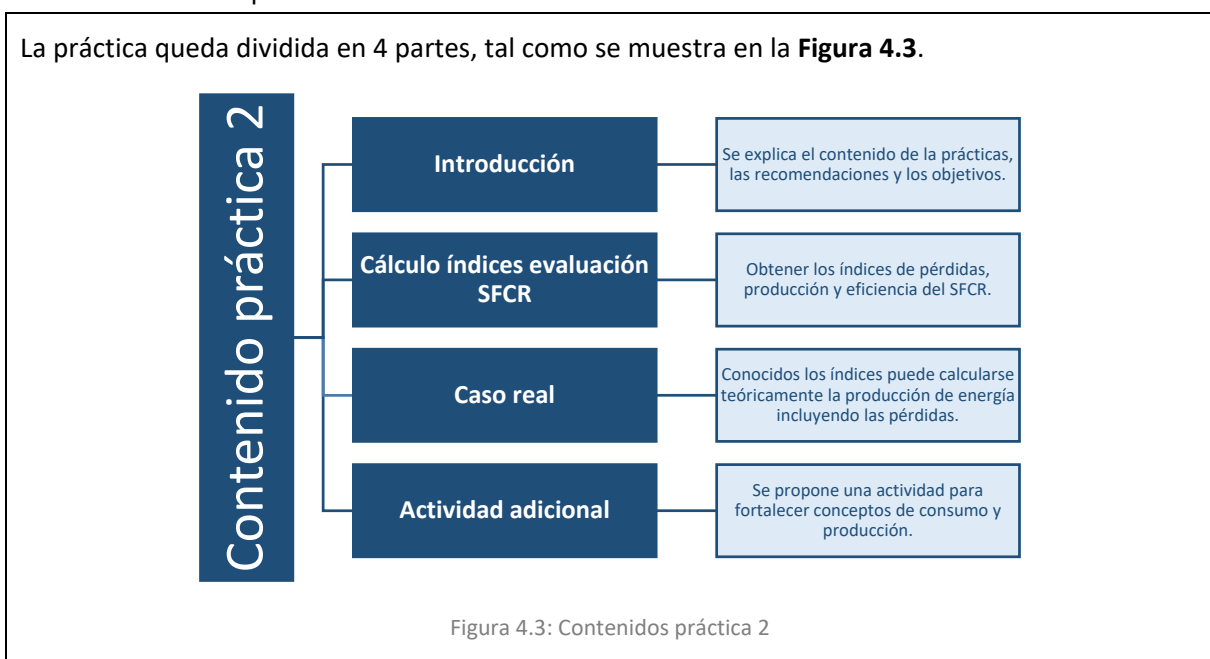 La práctica queda dividida en 4 partes, tal como se muestra en la Figura 4.3.
Contenido práctica 2
Introducción
Se explica el contenido de la prácticas,
las recomendaciones y los objetivos.
Cálculo índices evaluación
SFCR
Obtener los índices de pérdidas,
producción y eficiencia del SFCR.
Caso real
Conocidos los índices puede calcularse
teóricamente la producción de energía
incluyendo las pérdidas.
Actividad adicional
Se propone una actividad para
fortalecer conceptos de consumo y
producción.
Figura 4.3: Contenidos práctica 2